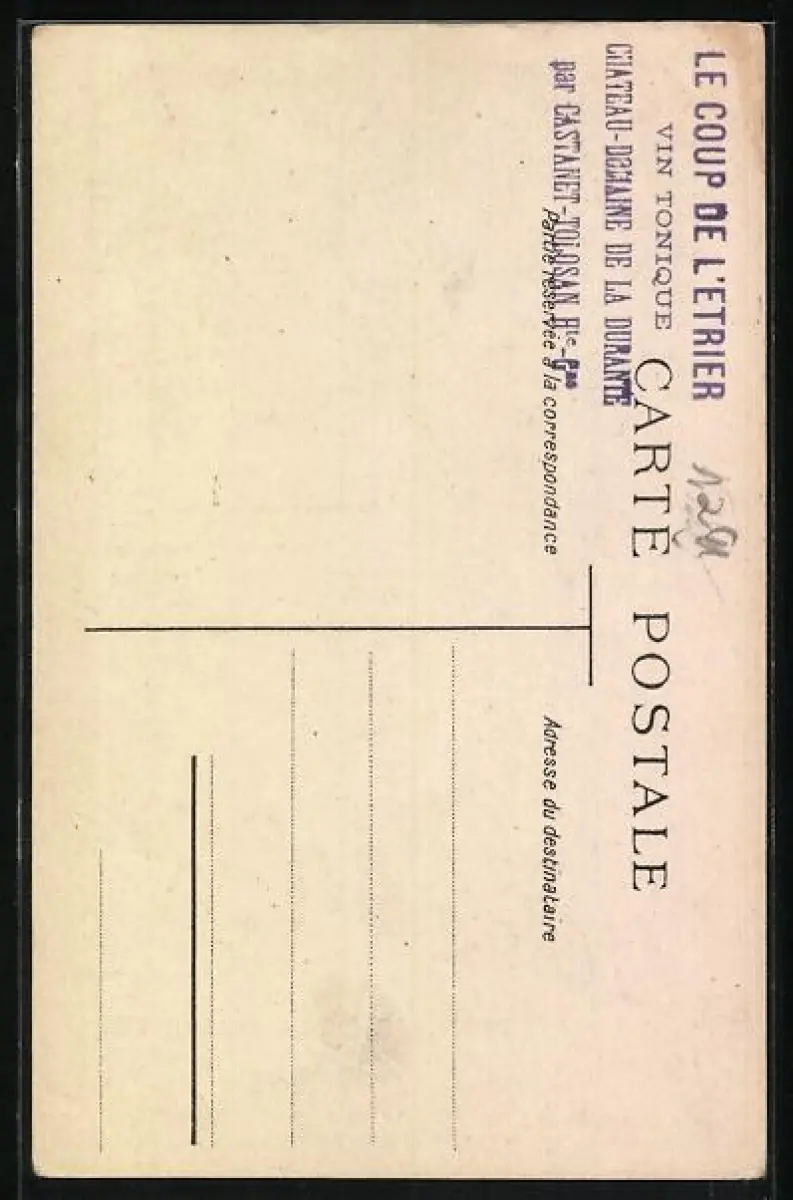 LE COUP DE L'ETRIER
VIN TONIQUE
CHATEAU-DOMAINE DE LA DURANTE
par CASTANET-TOLOSAN Hte-Gne
CARTE POSTALE
Partie réservée à la correspondance
Adresse du destinataire